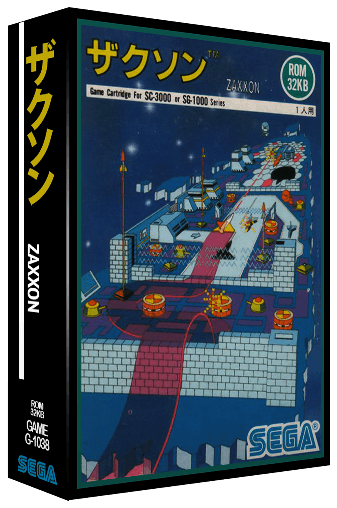 ザクソン
ZAXXON
ROM
32KB
GAME
G-1038
SEGA
ザクソン™
ZAXXON
ROM
32KB
Game Cartridge For SC-3000 or SG-1000 Series
1人用
SEGA®